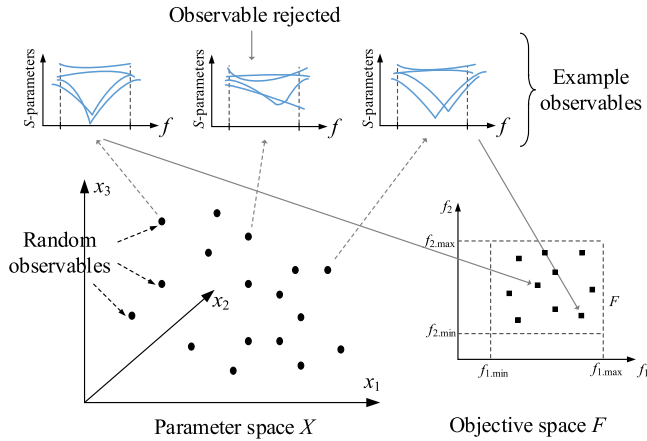 Observable rejected
S-parameters
f
S-parameters
f
S-parameters
f
Example
observables
x3
Random
observables
x2
x1
Parameter space X
f2
f2.max
F
f2.min
f1.min
f1.max
f1
Objective space F